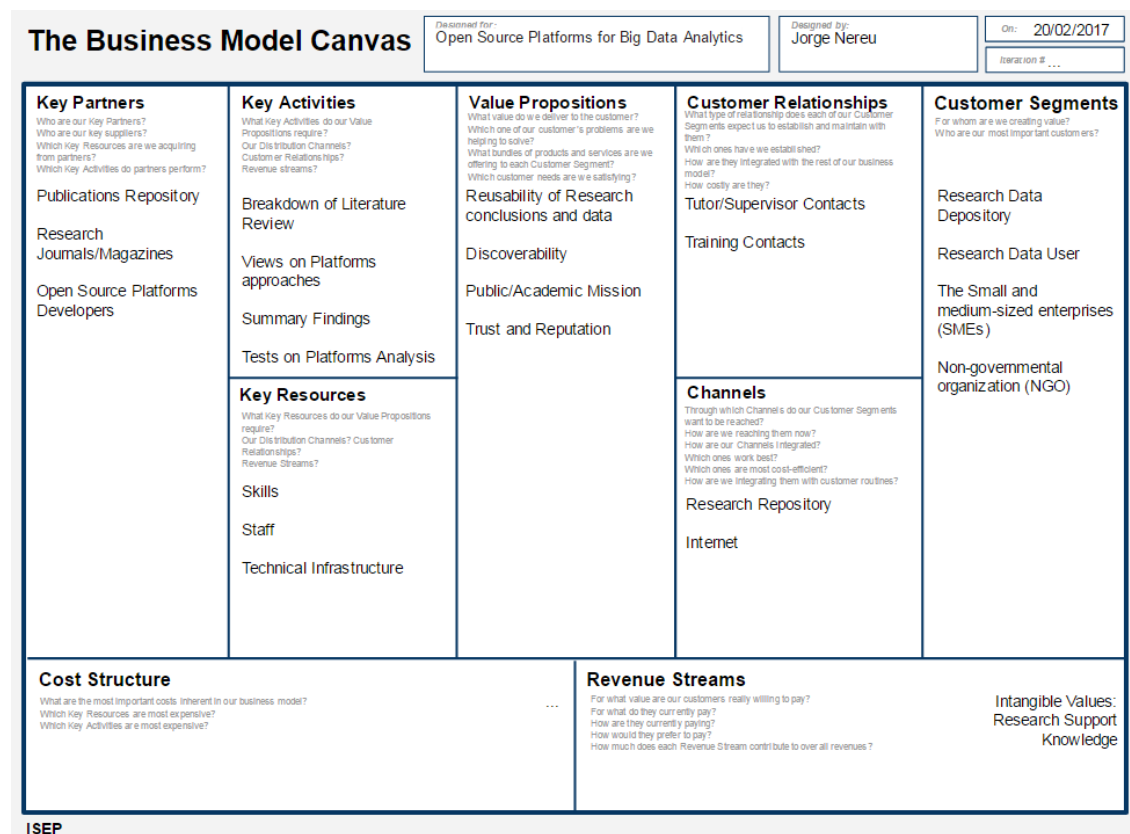 The Business Model Canvas
Designed for:
Open Source Platforms for Big Data Analytics
Designed by:
Jorge Nereu
On: 20/02/2017
Iteration # ...
Key Partners
Who are our Key Partners?
Who are our key suppliers?
Which Key Resources are we acquiring
from partners?
Which Key Activities do partners perform?
Publications Repository
Research
Journals/Magazines
Open Source Platforms
Developers
Key Activities
What Key Activities do our Value
Propositions require?
Our Distribution Channels?
Customer Relationships?
Revenue streams?
Breakdown of Literature
Review
Views on Platforms
approaches
Summary Findings
Tests on Platforms Analysis
Key Resources
What Key Resources do our Value Propositions
require?
Our Distribution Channels? Customer
Relationships?
Revenue Streams?
Skills
Staff
Technical Infrastructure
Value Propositions
What value do we deliver to the customer?
Which one of our customer's problems are we
helping to solve?
What bundles of products and services are we
offering to each Customer Segment?
Which customer needs are we satisfying?
Reusability of Research
conclusions and data
Discoverability
Public/Academic Mission
Trust and Reputation
Customer Relationships
What type of relationship does each of our Customer
Segments expect us to establish and maintain with
them?
Which ones have we established?
How are they integrated with the rest of our business
model?
How costly are they?
Tutor/Supervisor Contacts
Training Contacts
Channels
Through which Channels do our Customer Segments
want to be reached?
How are we reaching them now?
How are our Channels Integrated?
Which ones work best?
Which ones are most cost-efficient?
How are we integrating them with customer routines?
Research Repository
Internet
Customer Segments
For whom are we creating value?
Who are our most important customers?
Research Data
Depository
Research Data User
The Small and
medium-sized enterprises
(SMEs)
Non-governmental
organization (NGO)
Cost Structure
What are the most important costs inherent in our business model?
Which Key Resources are most expensive?
Which Key Activities are most expensive?
...
Revenue Streams
For what value are our customers really willing to pay?
For what do they currently pay?
How are they currently paying?
How would they prefer to pay?
How much does each Revenue Stream contribute to over all revenues?
Intangible Values:
Research Support
Knowledge
ISEP